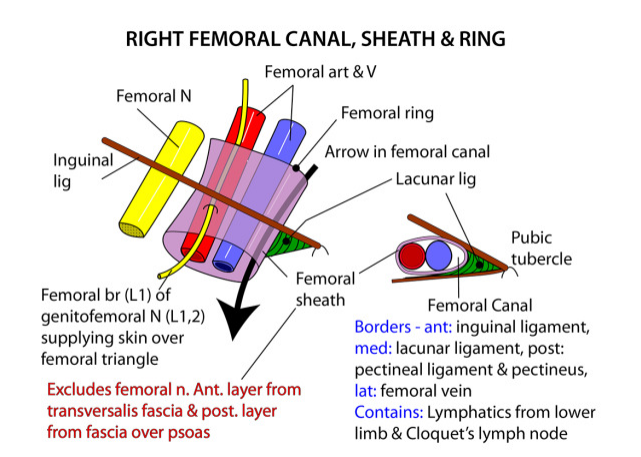 RIGHT FEMORAL CANAL, SHEATH & RING
Femoral art & V
Femoral N
Femoral ring
Arrow in femoral canal
Inguinal
lig
Lacunar lig
Pubic
tubercle
Femoral
sheath
Femoral br (L1) of
genitofemoral N (L1,2)
supplying skin over
femoral triangle
Excludes femoral n. Ant. layer from
transversalis fascia & post. layer
from fascia over psoas
Femoral Canal
Borders - ant: inguinal ligament,
med: lacunar ligament, post:
pectineal ligament & pectineus,
lat: femoral vein
Contains: Lymphatics from lower
limb & Cloquet's lymph node